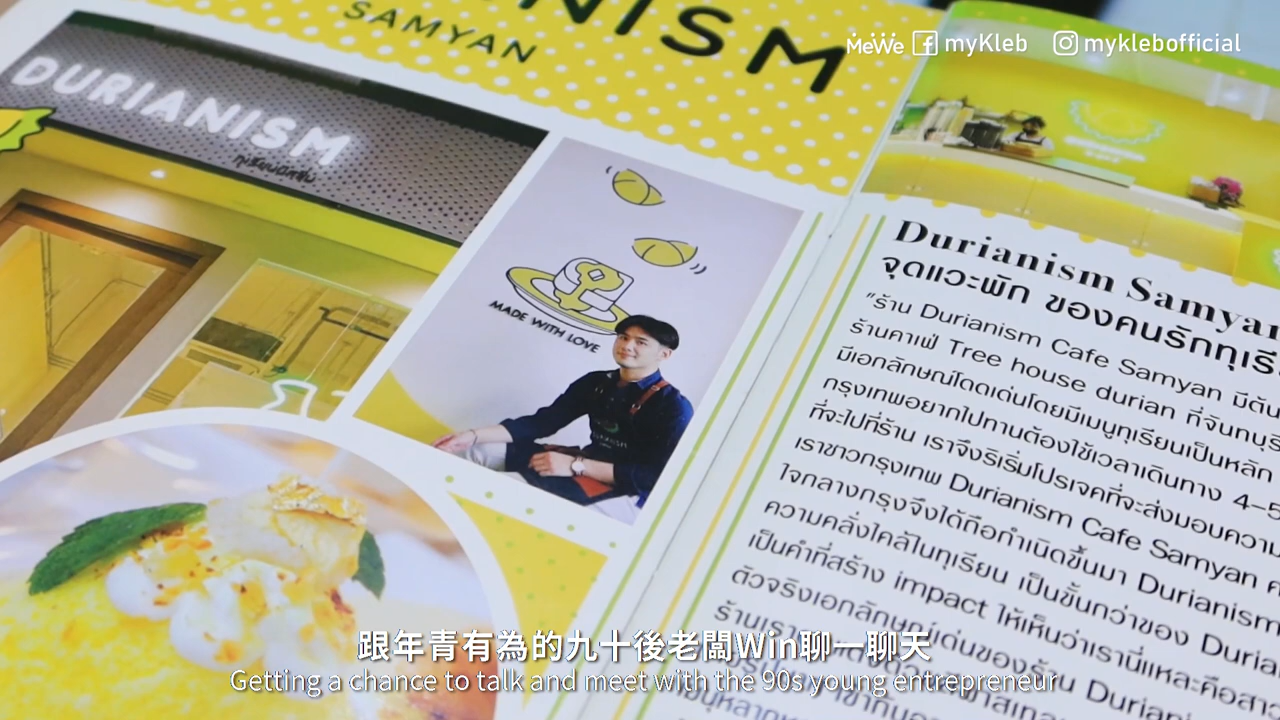 MeWe myKleb myklebofficial
DURIANISM
SAMYAN
DURIANISM
ทุเรียนนิสซึ่ม
MADE WITH LOVE
Durianism Samyan
จุดแวะพัก ของคนรักทุเรี
"ร้าน Durianism Cafe Samyan มีต้น
ร้านคาเฟ่ Tree house durian ที่จันทบุรี
มีเอกลักษณ์โดดเด่นโดยมีเมนูทุเรียนเป็นหลัก
กรุงเทพอยากไปทานต้องใช้เวลาเดินทาง 4-5
ที่จะไปที่ร้าน เราจึงริเริ่มโปรเจคที่จะส่งมอบความ
เราชาวกรุงเทพ Durianism Cafe Samyan
ใจกลางกรุงจึงได้ถือกำเนิดขึ้นมา Durianism
ความคลั่งไคล้ในทุเรียน เป็นขั้นกว่าของ Duria
เป็นคำที่สร้าง impact ให้เห็นว่าเรานี่แหละคือสาว
ตัวจริงเอกลักษณ์เด่นของร้าน Durian
跟年青有為的九十後老闆Win聊一聊天
Getting a chance to talk and meet with the 90s young entrepreneur